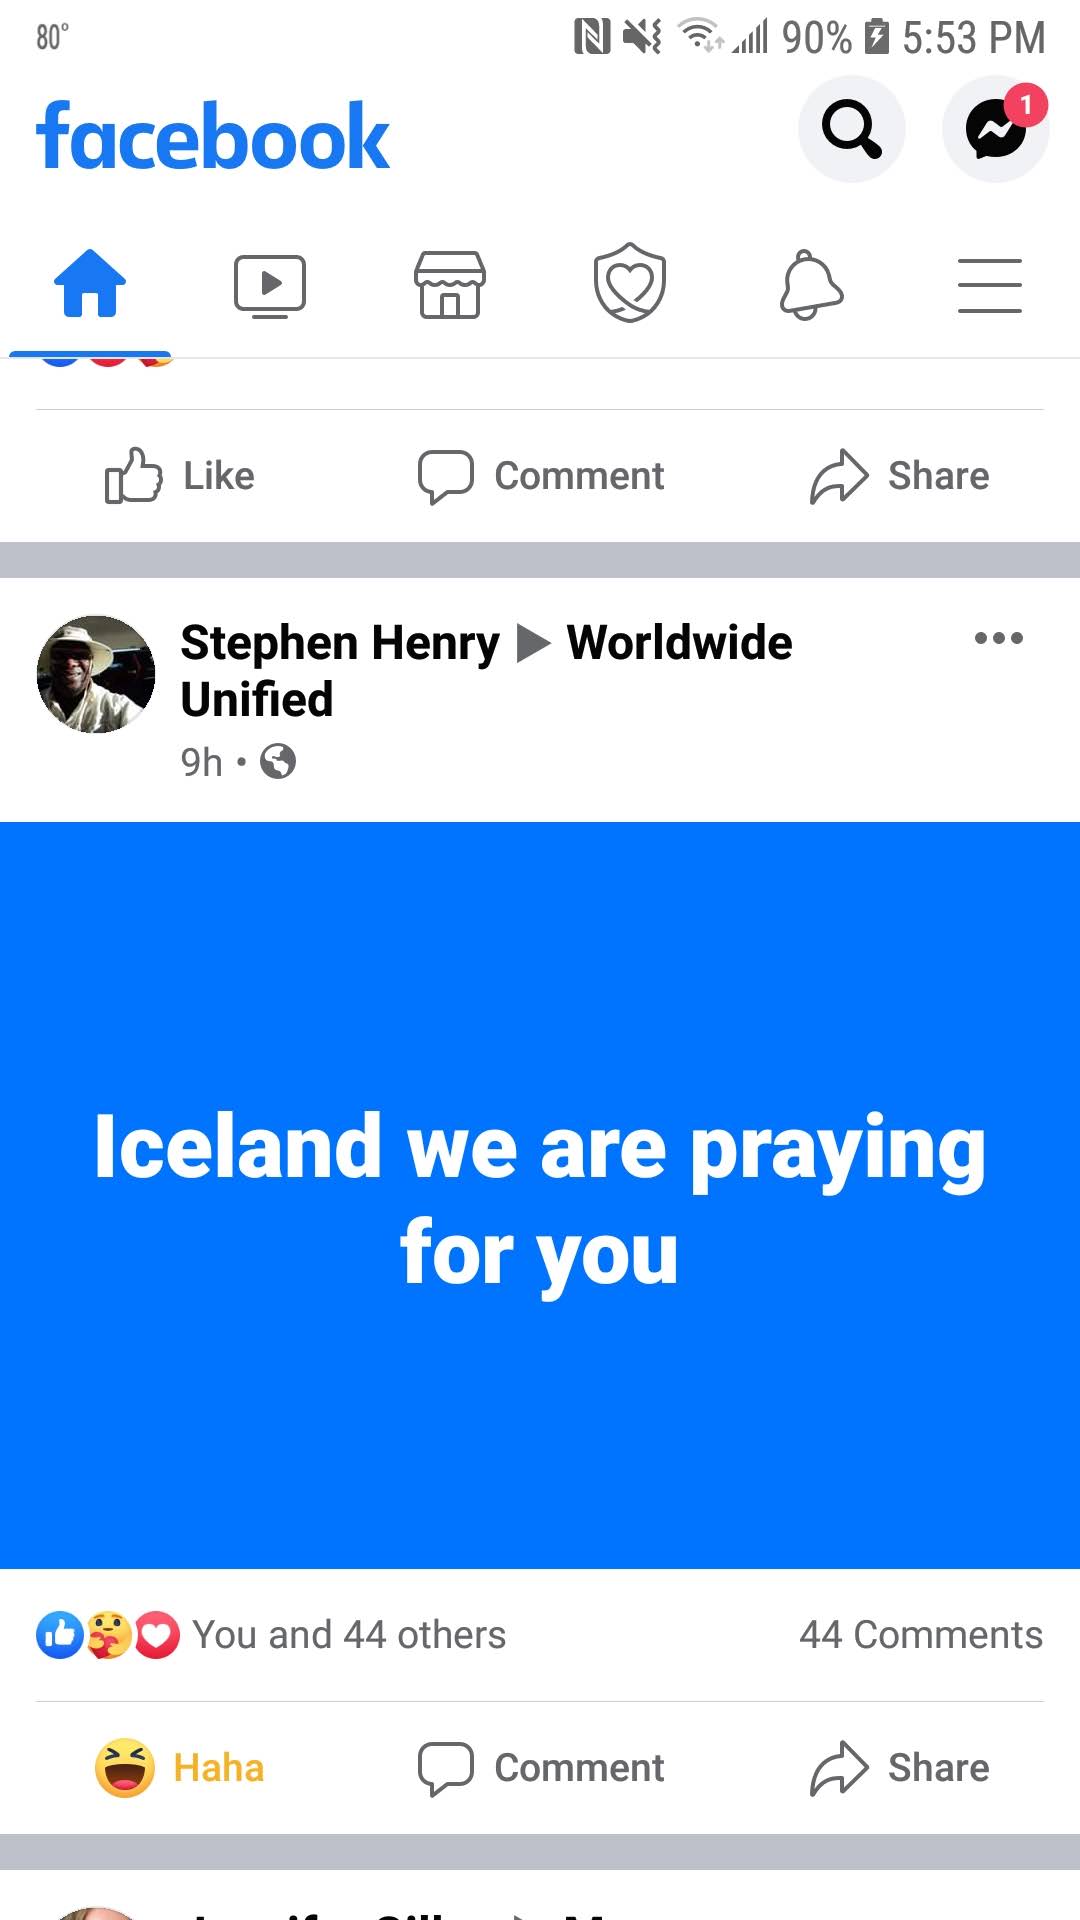 80°
90% 5:53 PM
facebook
1
Like Comment Share
Stephen Henry ▶ Worldwide
Unified
9h •
Iceland we are praying
for you
You and 44 others 44 Comments
Haha Comment Share